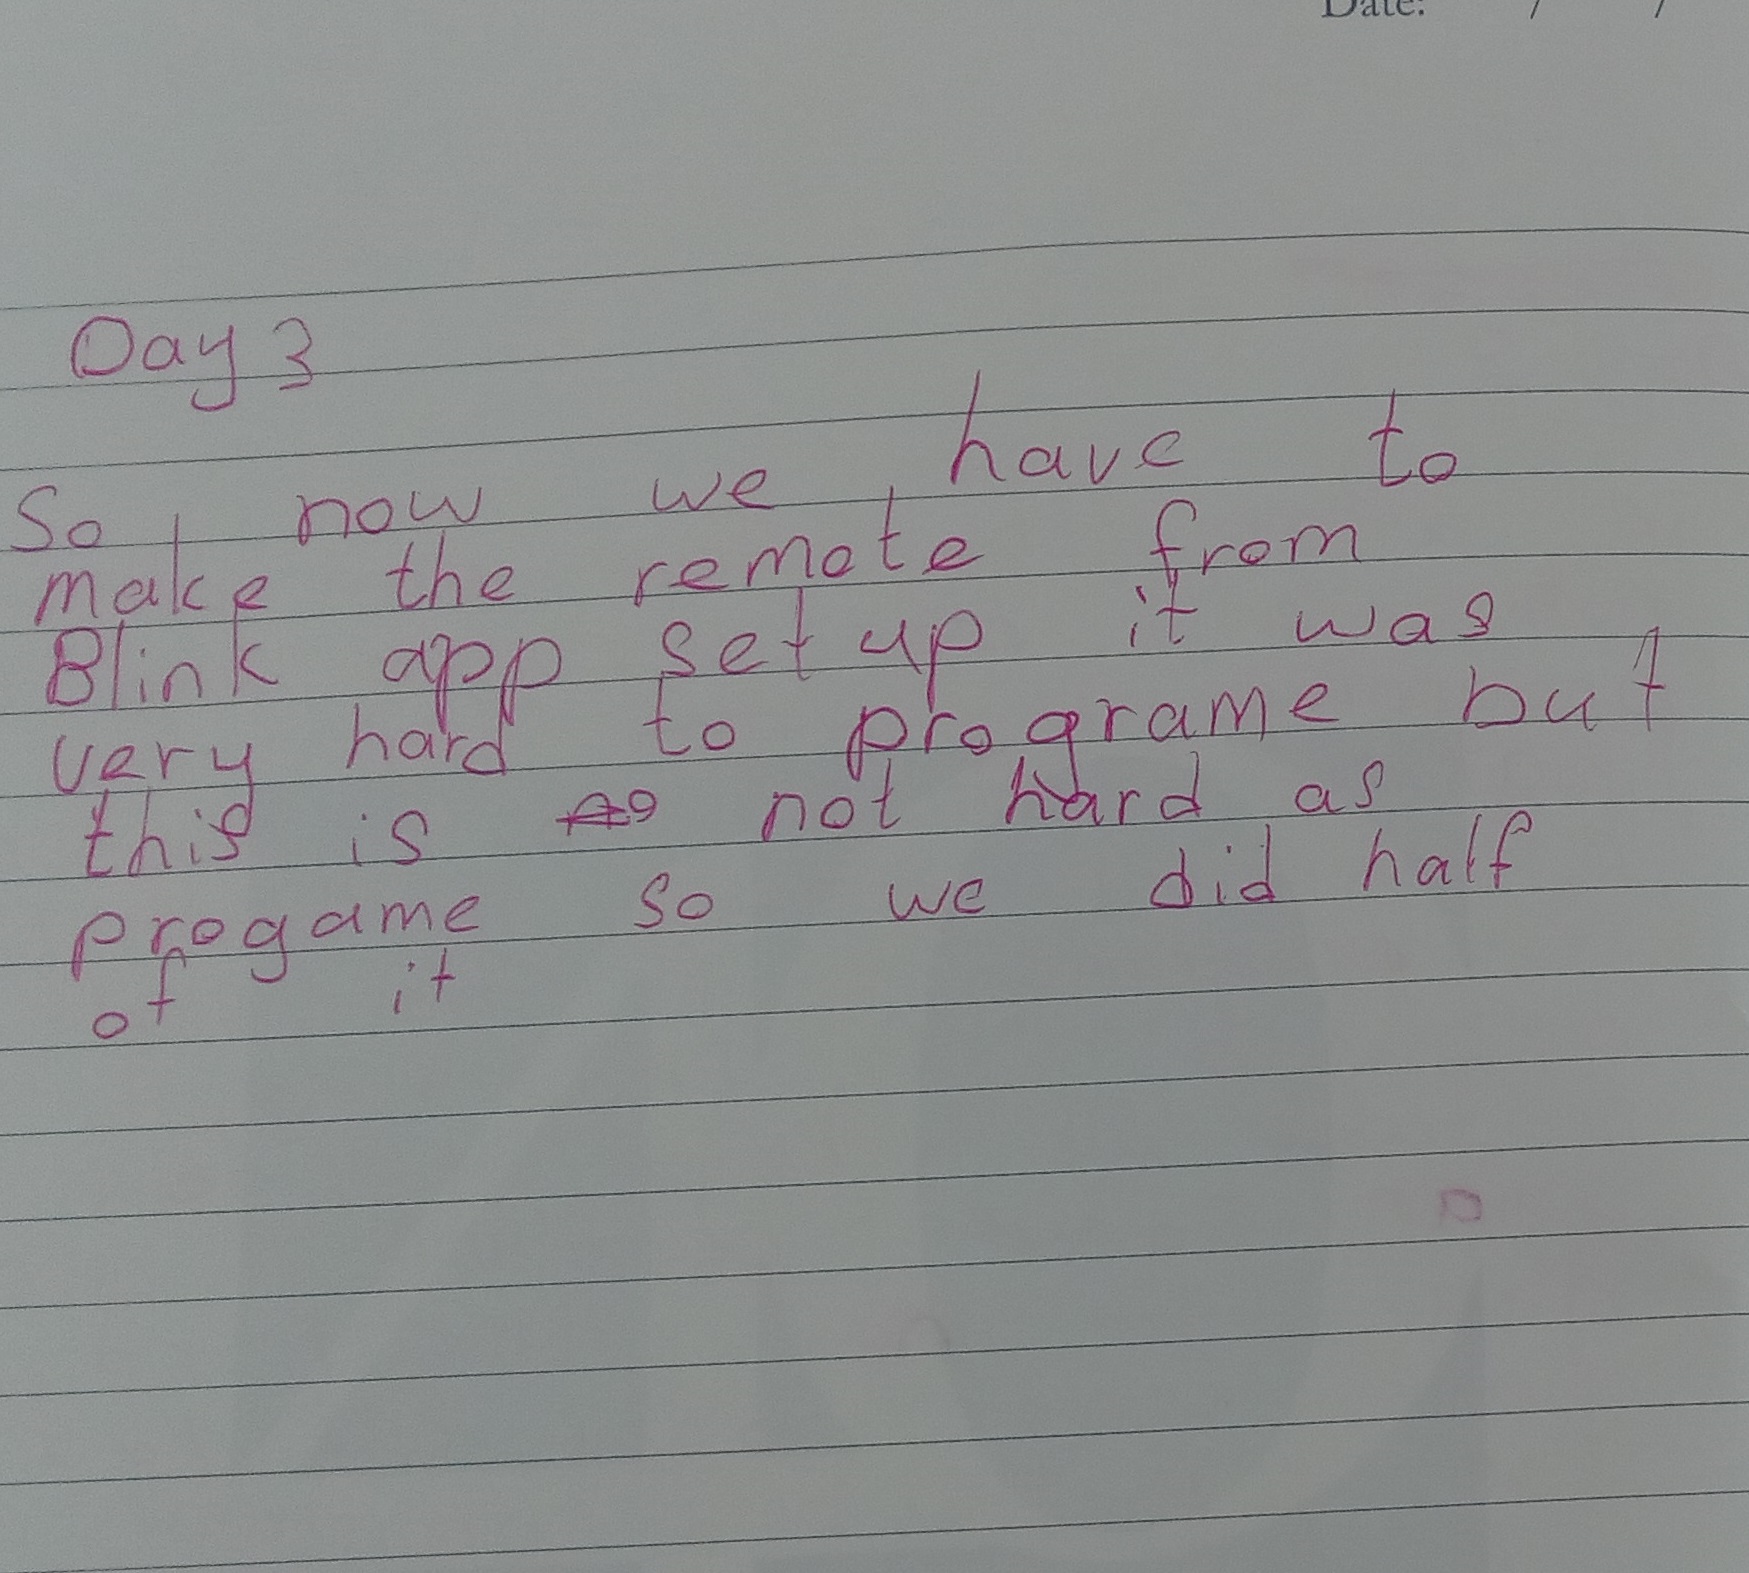 Date: / /
Day 3
So, now we have to
make the remote from
Blink app set up it was
very hard to programe but
this is not hard as
progame so we did half
of it